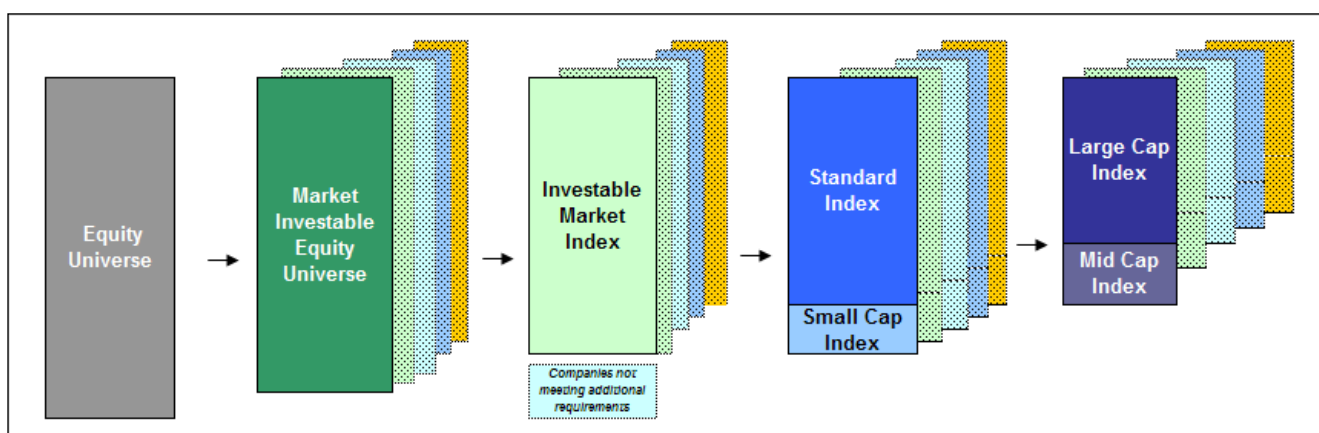 Equity
Universe
Market
Investable
Equity
Universe
Investable
Market
Index
Companies not
meeting additional
requirements
Standard
Index
Small Cap
Index
Large Cap
Index
Mid Cap
Index